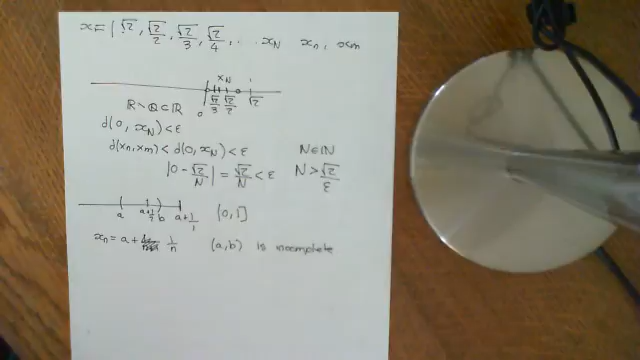 x = | √2, √2/2, √2/3, √2/4, ... x_N x_n, x_m
x_N
0 √2/3 √2/2 √2
ℝ \ ℚ ⊂ ℝ
d(0, x_N) < ε
d(x_n, x_m) < d(0, x_N) < ε N ∈ ℕ
|0 - √2/N| = √2/N < ε N > √2/ε
a a+1/2 b a+1/1 [0,1]
x_n = a + 1/n (a,b) is incomplete